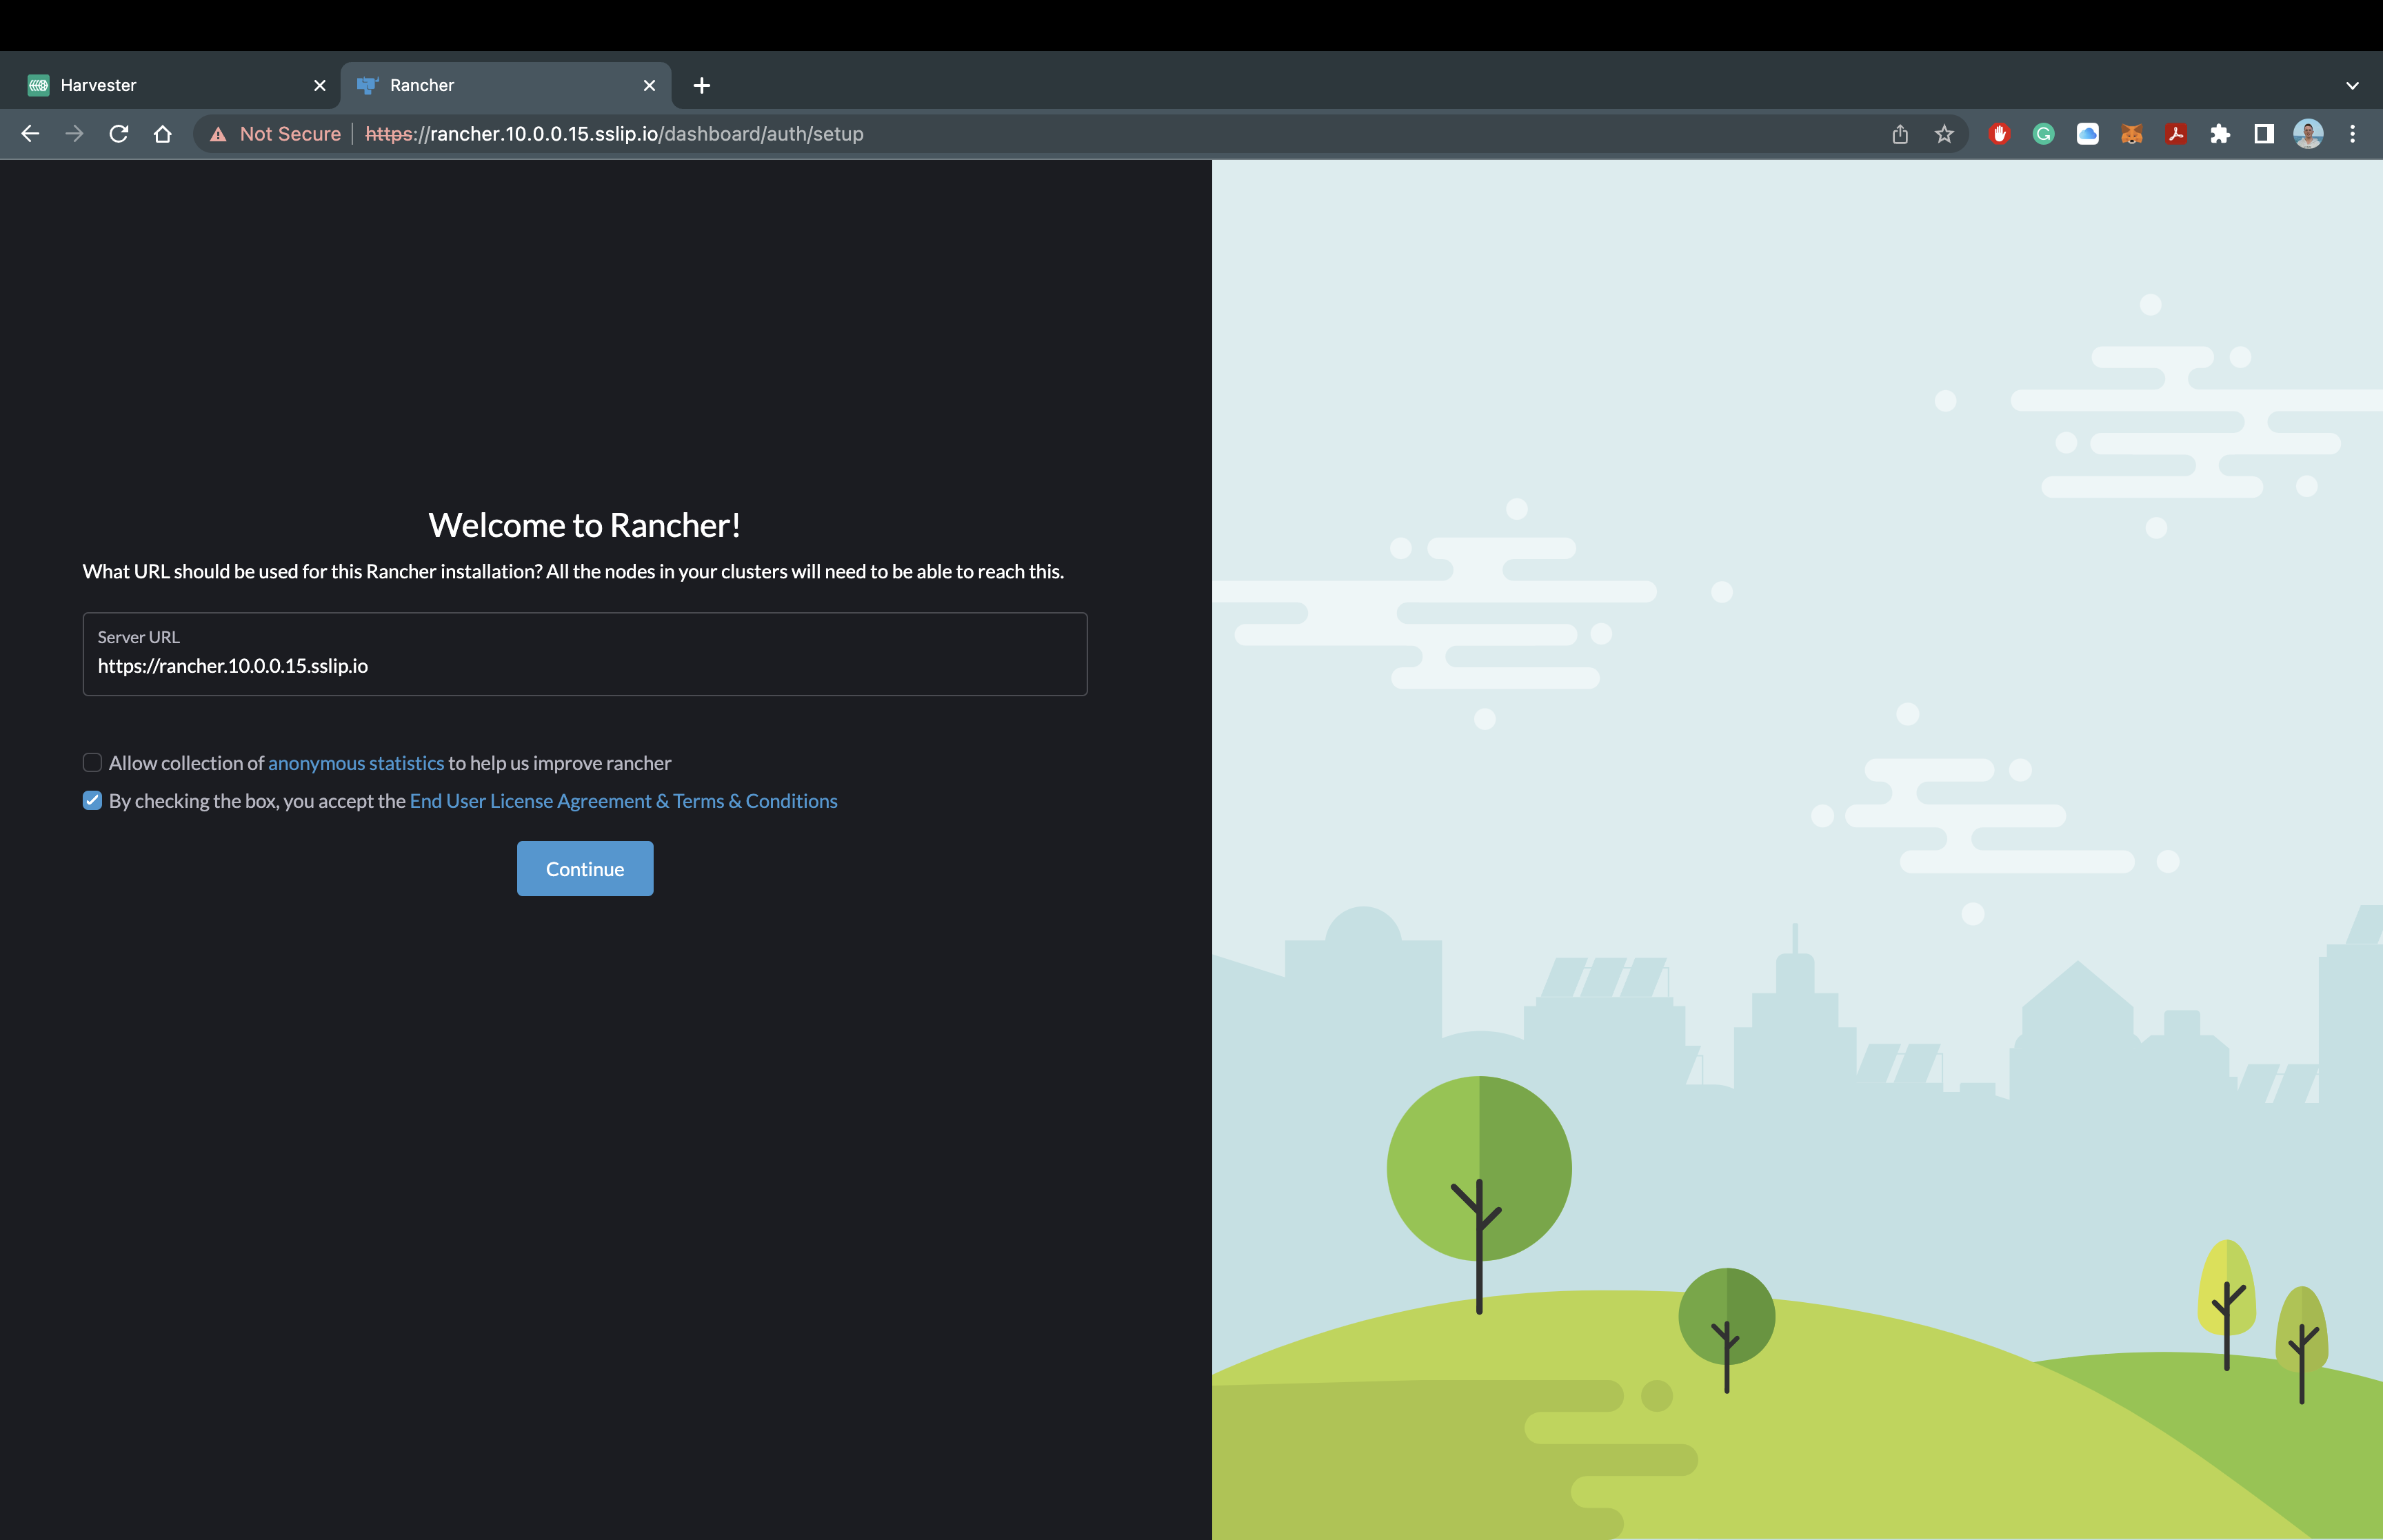 Harvester
Rancher
Not Secure https://rancher.10.0.0.15.sslip.io/dashboard/auth/setup
Welcome to Rancher!
What URL should be used for this Rancher installation? All the nodes in your clusters will need to be able to reach this.
Server URL
https://rancher.10.0.0.15.sslip.io
Allow collection of anonymous statistics to help us improve rancher
By checking the box, you accept the End User License Agreement & Terms & Conditions
Continue